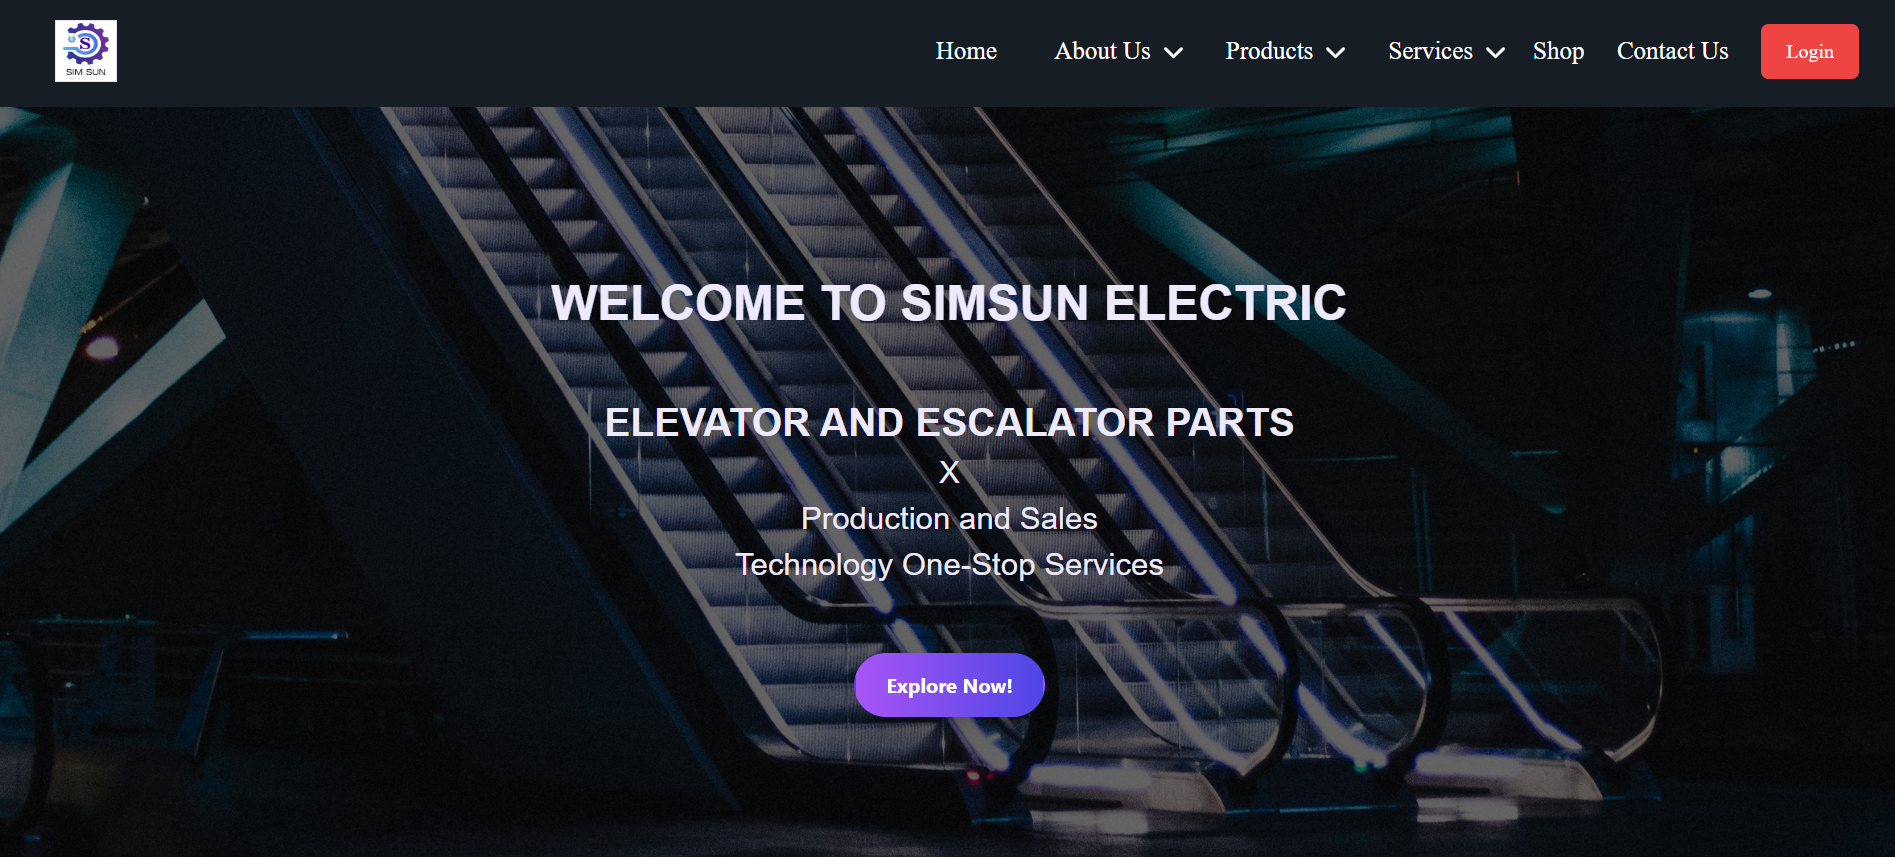 S
SIM SUN
Home About Us Products Services Shop Contact Us Login
WELCOME TO SIMSUN ELECTRIC
ELEVATOR AND ESCALATOR PARTS
X
Production and Sales
Technology One-Stop Services
Explore Now!